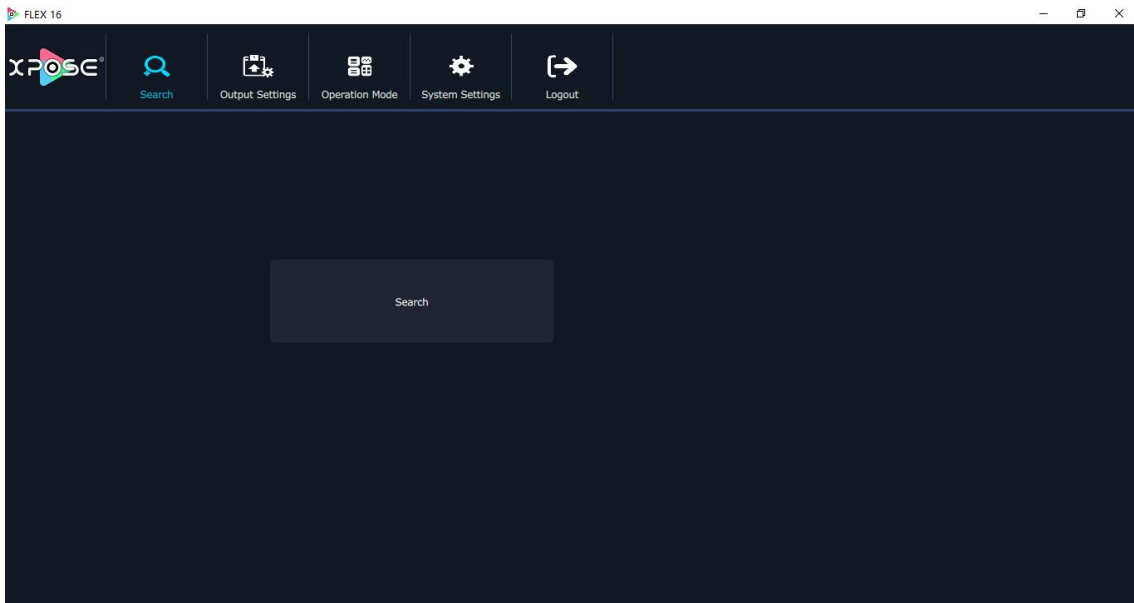 FLEX 16
XPOSE®
Search
Output Settings
Operation Mode
System Settings
Logout
Search